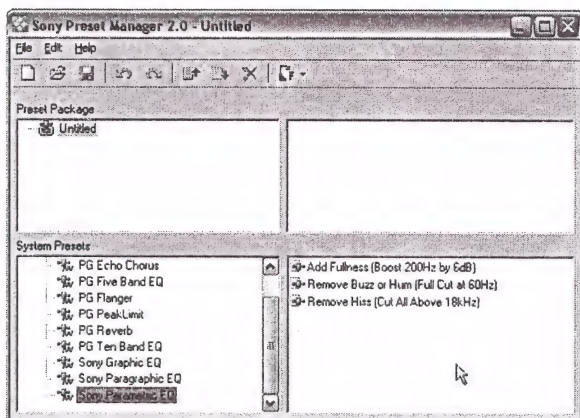 Sony Preset Manager 2.0 - Untitled
File Edit Help
Preset Package
Untitled
System Presets
PG Echo Chorus
PG Five Band EQ
PG Flanger
PG PeakLimit
PG Reverb
PG Ten Band EQ
Sony Graphic EQ
Sony Paragraphic EQ
Sony Parametric EQ
Add Fullness (Boost 200Hz by 6dB)
Remove Buzz or Hum (Full Cut at 60Hz)
Remove Hiss (Cut All Above 18kHz)